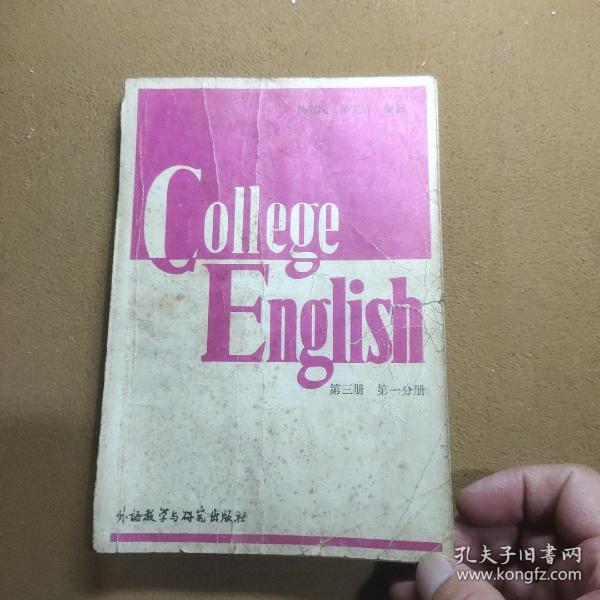 College
English
第三册 第一分册
外语教学与研究出版社
孔夫子旧书网
www.kongfz.com